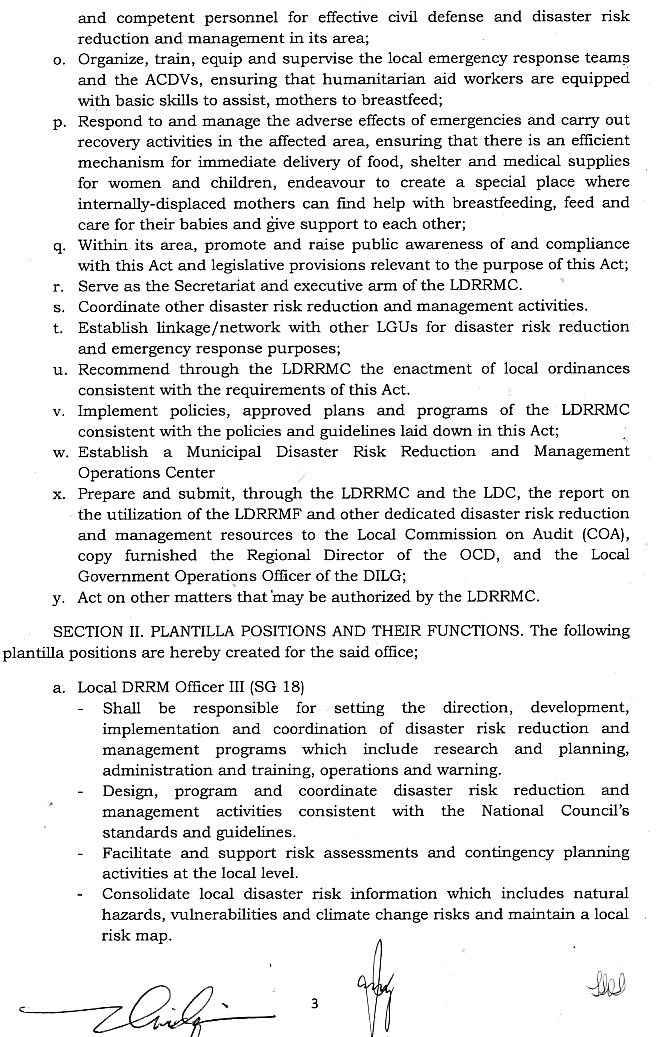 and competent personnel for effective civil defense and disaster risk
reduction and management in its area;
o. Organize, train, equip and supervise the local emergency response teams
and the ACDVs, ensuring that humanitarian aid workers are equipped
with basic skills to assist, mothers to breastfeed;
p. Respond to and manage the adverse effects of emergencies and carry out
recovery activities in the affected area, ensuring that there is an efficient
mechanism for immediate delivery of food, shelter and medical supplies
for women and children, endeavour to create a special place where
internally-displaced mothers can find help with breastfeeding, feed and
care for their babies and give support to each other;
q. Within its area, promote and raise public awareness of and compliance
with this Act and legislative provisions relevant to the purpose of this Act;
r. Serve as the Secretariat and executive arm of the LDRRMC.
s. Coordinate other disaster risk reduction and management activities.
t. Establish linkage/network with other LGUs for disaster risk reduction
and emergency response purposes;
u. Recommend through the LDRRMC the enactment of local ordinances
consistent with the requirements of this Act.
v. Implement policies, approved plans and programs of the LDRRMC
consistent with the policies and guidelines laid down in this Act;
w. Establish a Municipal Disaster Risk Reduction and Management
Operations Center
x. Prepare and submit, through the LDRRMC and the LDC, the report on
the utilization of the LDRRMF and other dedicated disaster risk reduction
and management resources to the Local Commission on Audit (COA),
copy furnished the Regional Director of the OCD, and the Local
Government Operations Officer of the DILG;
y. Act on other matters that may be authorized by the LDRRMC.
SECTION II. PLANTILLA POSITIONS AND THEIR FUNCTIONS. The following
plantilla positions are hereby created for the said office;
a. Local DRRM Officer III (SG 18)
- Shall be responsible for setting the direction, development,
implementation and coordination of disaster risk reduction and
management programs which include research and planning,
administration and training, operations and warning.
- Design, program and coordinate disaster risk reduction and
management activities consistent with the National Council's
standards and guidelines.
- Facilitate and support risk assessments and contingency planning
activities at the local level.
- Consolidate local disaster risk information which includes natural
hazards, vulnerabilities and climate change risks and maintain a local
risk map.
3